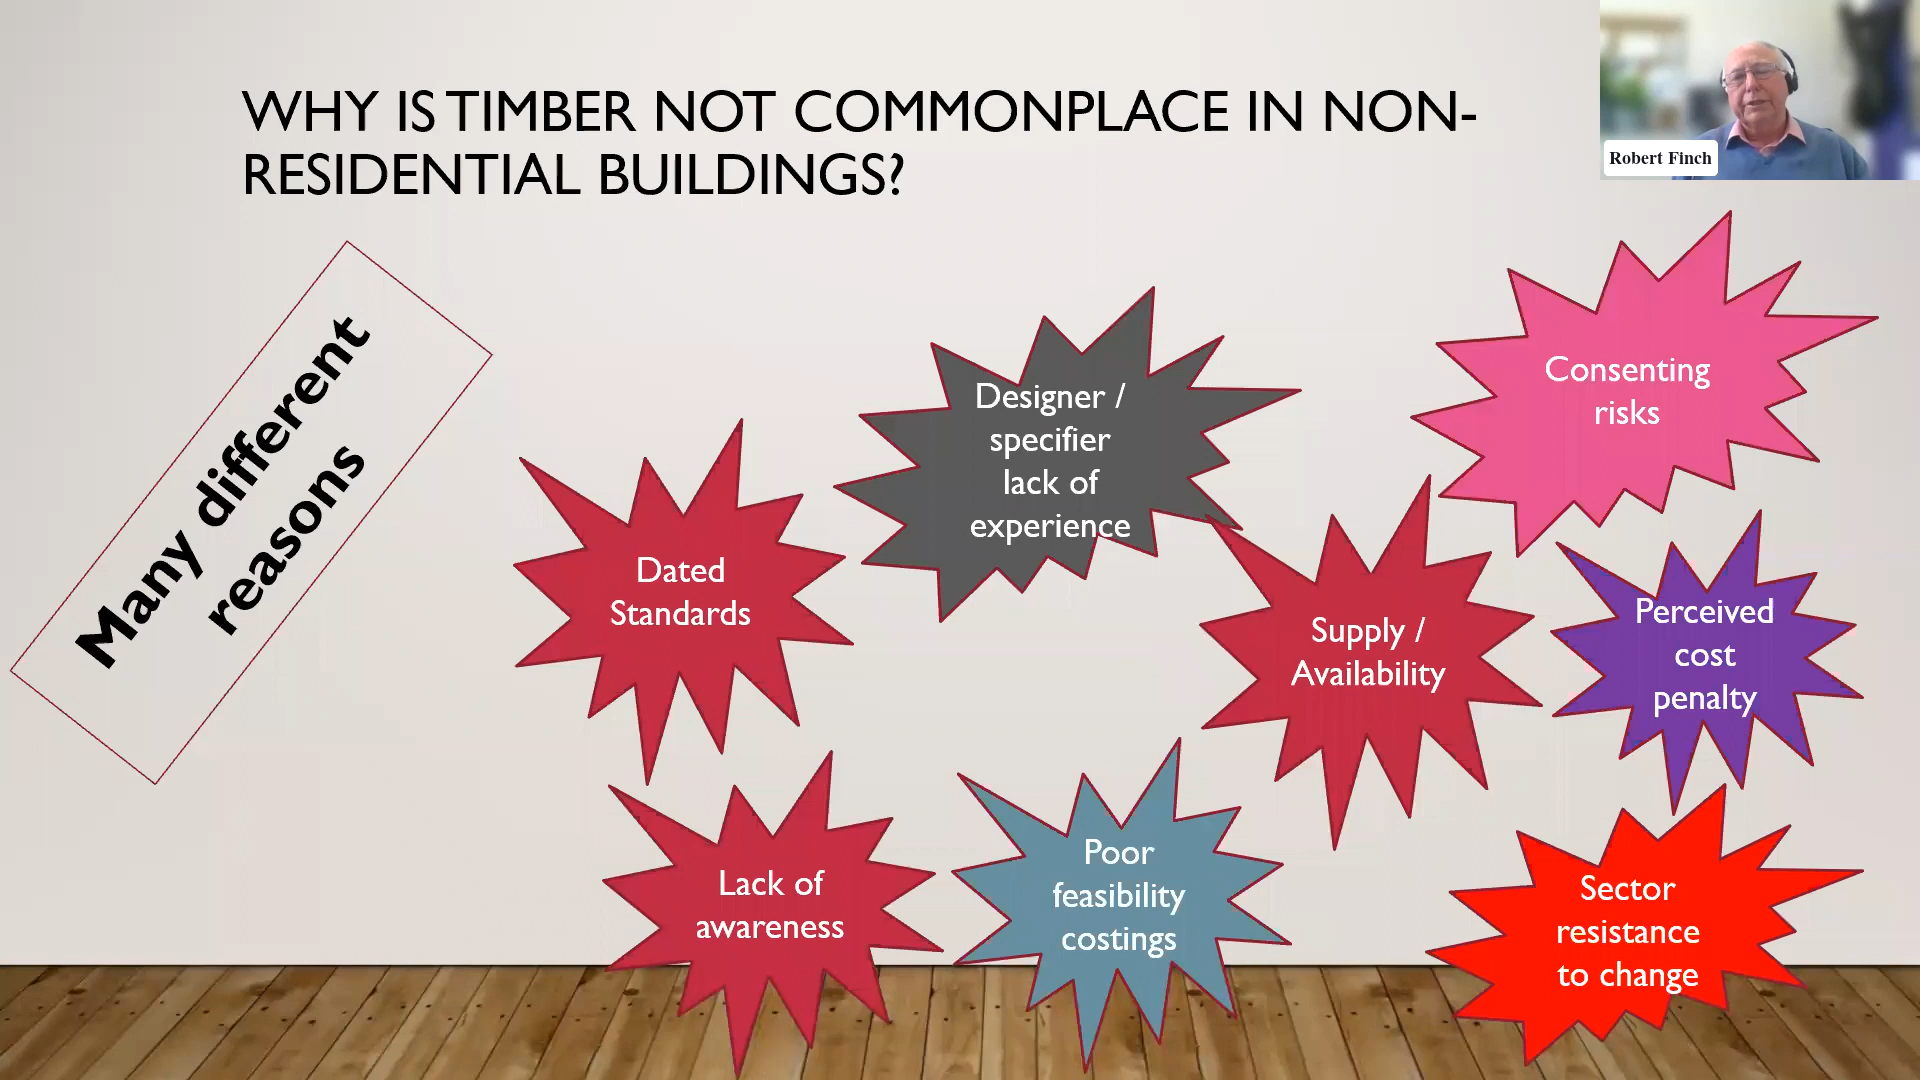 WHY IS TIMBER NOT COMMONPLACE IN NON-
RESIDENTIAL BUILDINGS?
Robert Finch
Many different
reasons
Designer /
specifier
lack of
experience
Consenting
risks
Dated
Standards
Supply /
Availability
Perceived
cost
penalty
Lack of
awareness
Poor
feasibility
costings
Sector
resistance
to change